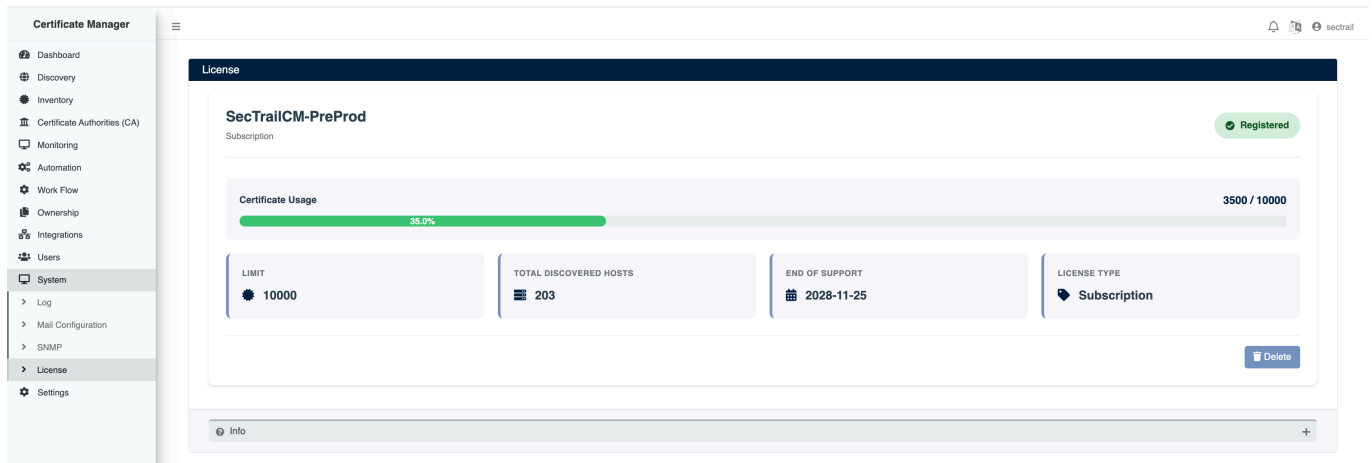 Certificate Manager
sectrail
Dashboard
Discovery
Inventory
Certificate Authorities (CA)
Monitoring
Automation
Work Flow
Ownership
Integrations
Users
System
Log
Mail Configuration
SNMP
License
Settings
License
SecTrailCM-PreProd
Subscription
Registered
Certificate Usage
3500 / 10000
35.0%
LIMIT
10000
TOTAL DISCOVERED HOSTS
203
END OF SUPPORT
2028-11-25
LICENSE TYPE
Subscription
Delete
Info